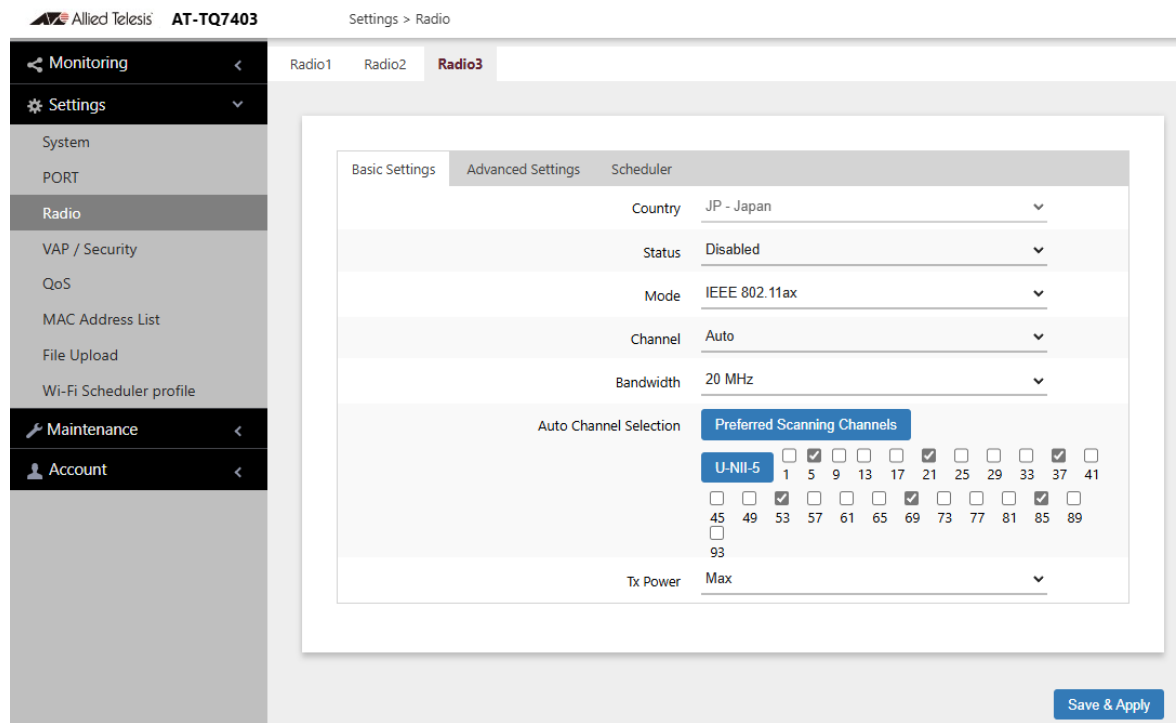 Allied Telesis AT-TQ7403 Settings > Radio
Monitoring
Radio1 Radio2 Radio3
Settings
System
PORT
Radio
VAP / Security
QoS
MAC Address List
File Upload
Wi-Fi Scheduler profile
Maintenance
Account
Basic Settings Advanced Settings Scheduler
Country JP - Japan
Status Disabled
Mode IEEE 802.11ax
Channel Auto
Bandwidth 20 MHz
Auto Channel Selection Preferred Scanning Channels
U-NII-5 1 5 9 13 17 21 25 29 33 37 41
45 49 53 57 61 65 69 73 77 81 85 89
93
Tx Power Max
Save & Apply